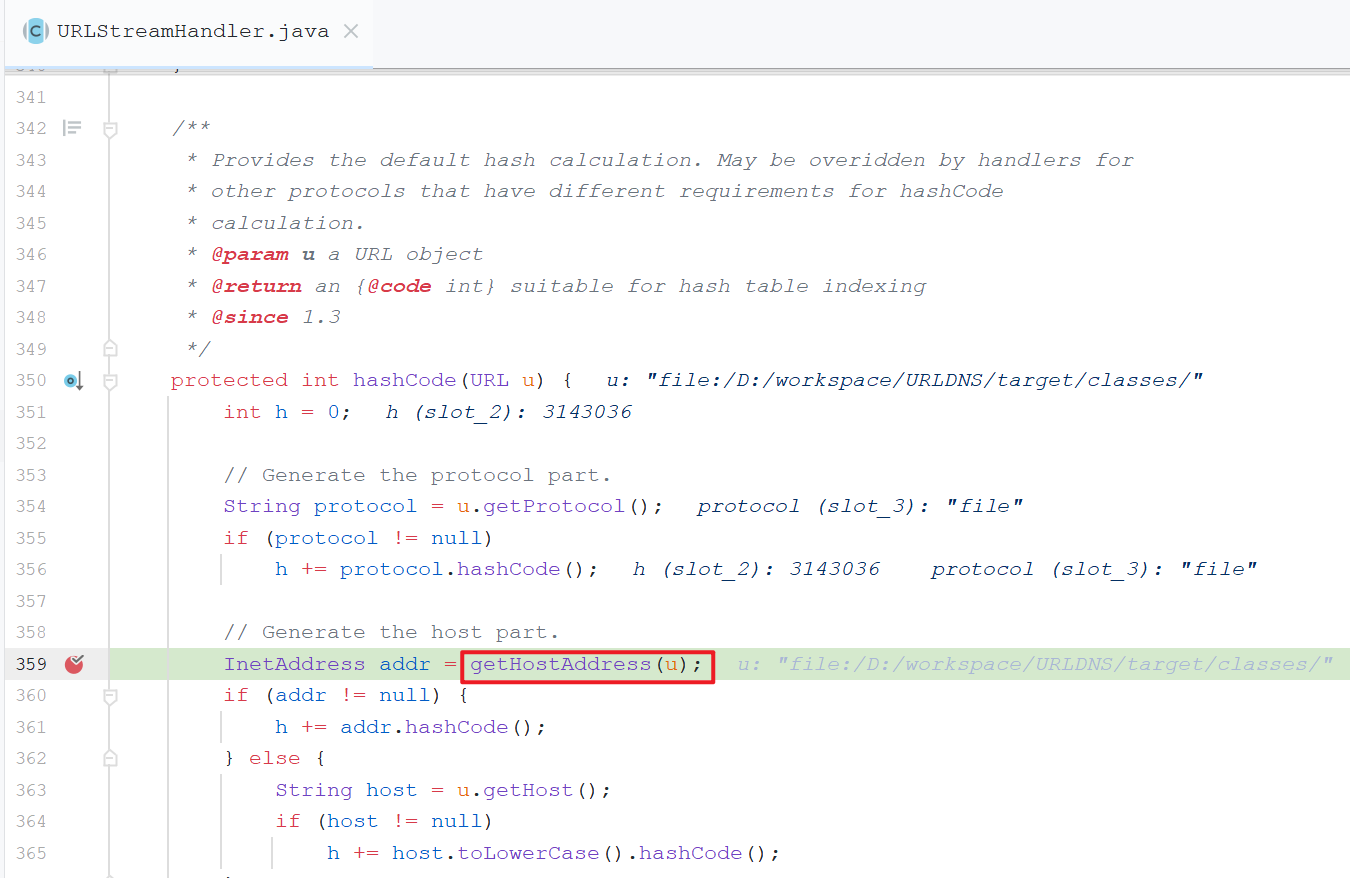 URLStreamHandler.java
341
342 /**
343 * Provides the default hash calculation. May be overidden by handlers for
344 * other protocols that have different requirements for hashCode
345 * calculation.
346 * @param u a URL object
347 * @return an {@code int} suitable for hash table indexing
348 * @since 1.3
349 */
350 protected int hashCode(URL u) { u: "file:/D:/workspace/URLDNS/target/classes/"
351 int h = 0; h (slot_2): 3143036
352
353 // Generate the protocol part.
354 String protocol = u.getProtocol(); protocol (slot_3): "file"
355 if (protocol != null)
356 h += protocol.hashCode(); h (slot_2): 3143036 protocol (slot_3): "file"
357
358 // Generate the host part.
359 InetAddress addr = getHostAddress(u); u: "file:/D:/workspace/URLDNS/target/classes/"
360 if (addr != null) {
361 h += addr.hashCode();
362 } else {
363 String host = u.getHost();
364 if (host != null)
365 h += host.toLowerCase().hashCode();